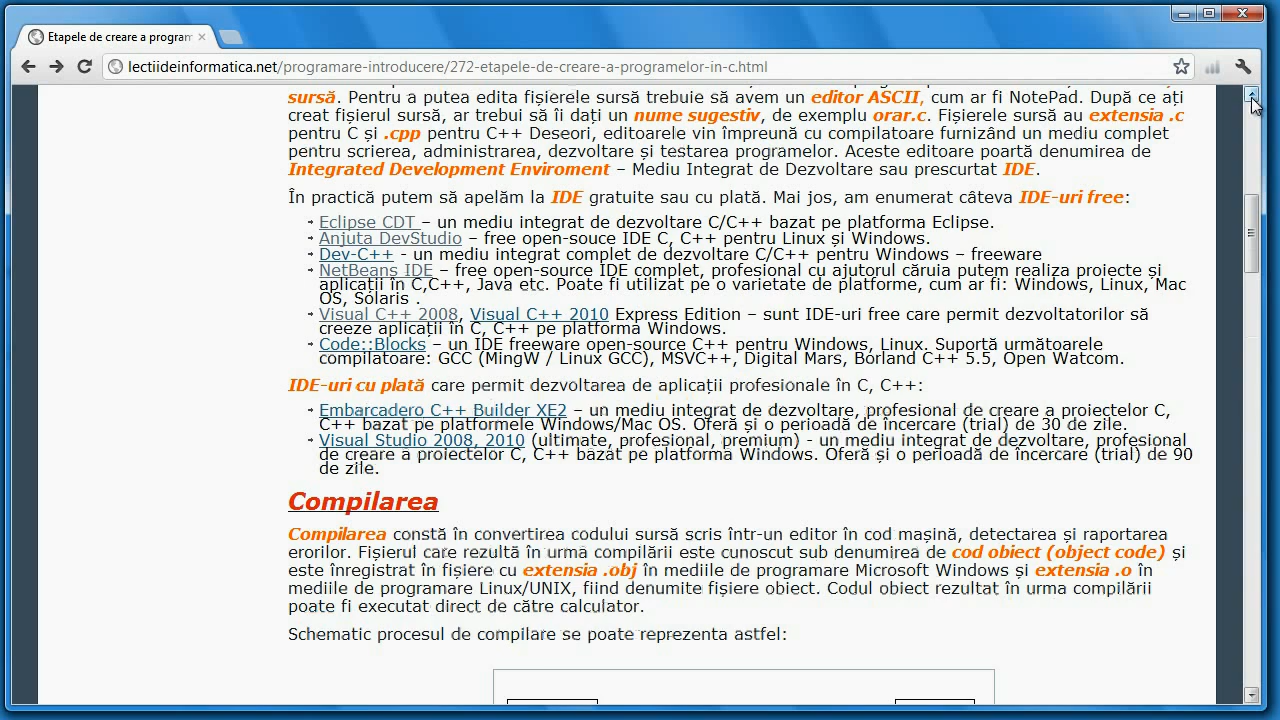 Etapele de creare a program
lectiideinformatica.net/programare-introducere/272-etapele-de-creare-a-programelor-in-c.html
sursă. Pentru a putea edita fișierele sursă trebuie să avem un editor ASCII, cum ar fi NotePad. După ce ați
creat fișierul sursă, ar trebui să îi dați un nume sugestiv, de exemplu orar.c. Fișierele sursă au extensia .c
pentru C și .cpp pentru C++ Deseori, editoarele vin împreună cu compilatoare furnizând un mediu complet
pentru scrierea, administrarea, dezvoltare și testarea programelor. Aceste editoare poartă denumirea de
Integrated Development Enviroment – Mediu Integrat de Dezvoltare sau prescurtat IDE.
În practică putem să apelăm la IDE gratuite sau cu plată. Mai jos, am enumerat câteva IDE-uri free:
Eclipse CDT – un mediu integrat de dezvoltare C/C++ bazat pe platforma Eclipse.
Anjuta DevStudio – free open-souce IDE C, C++ pentru Linux și Windows.
Dev-C++ - un mediu integrat complet de dezvoltare C/C++ pentru Windows – freeware
NetBeans IDE – free open-source IDE complet, profesional cu ajutorul căruia putem realiza proiecte și
aplicații în C,C++, Java etc. Poate fi utilizat pe o varietate de platforme, cum ar fi: Windows, Linux, Mac
OS, Solaris .
Visual C++ 2008, Visual C++ 2010 Express Edition – sunt IDE-uri free care permit dezvoltatorilor să
creeze aplicații în C, C++ pe platforma Windows.
Code::Blocks – un IDE freeware open-source C++ pentru Windows, Linux. Suportă următoarele
compilatoare: GCC (MingW / Linux GCC), MSVC++, Digital Mars, Borland C++ 5.5, Open Watcom.
IDE-uri cu plată care permit dezvoltarea de aplicații profesionale în C, C++:
Embarcadero C++ Builder XE2 – un mediu integrat de dezvoltare, profesional de creare a proiectelor C,
C++ bazat pe platformele Windows/Mac OS. Oferă și o perioadă de încercare (trial) de 30 de zile.
Visual Studio 2008, 2010 (ultimate, profesional, premium) - un mediu integrat de dezvoltare, profesional
de creare a proiectelor C, C++ bazat pe platforma Windows. Oferă și o perioadă de încercare (trial) de 90
de zile.
Compilarea
Compilarea constă în convertirea codului sursă scris într-un editor în cod mașină, detectarea și raportarea
erorilor. Fișierul care rezultă în urma compilării este cunoscut sub denumirea de cod obiect (object code) și
este înregistrat în fișiere cu extensia .obj în mediile de programare Microsoft Windows și extensia .o în
mediile de programare Linux/UNIX, fiind denumite fișiere obiect. Codul obiect rezultat în urma compilării
poate fi executat direct de către calculator.
Schematic procesul de compilare se poate reprezenta astfel: